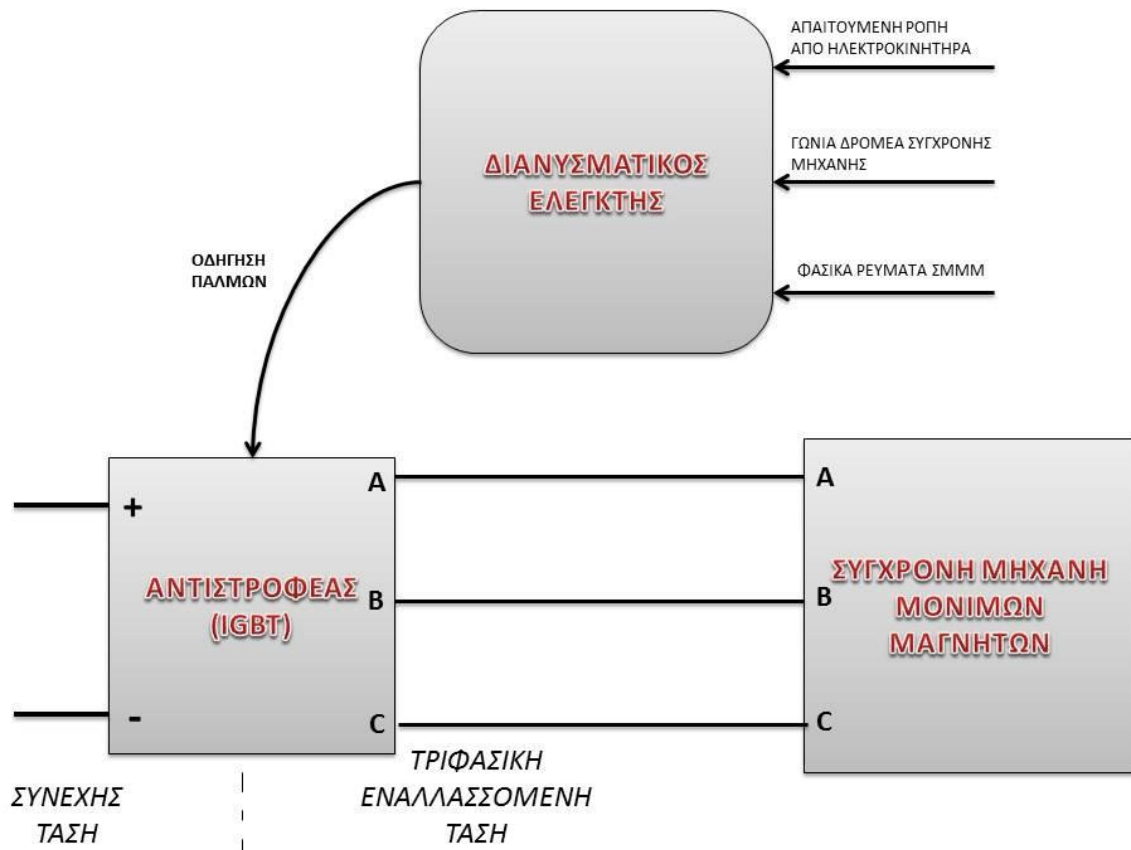 ΑΠΑΙΤΟΥΜΕΝΗ ΡΟΠΗ
ΑΠΟ ΗΛΕΚΤΡΟΚΙΝΗΤΗΡΑ
ΔΙΑΝΥΣΜΑΤΙΚΟΣ
ΕΛΕΓΚΤΗΣ
ΓΩΝΙΑ ΔΡΟΜΕΑ ΣΥΓΧΡΟΝΗΣ
ΜΗΧΑΝΗΣ
ΦΑΣΙΚΑ ΡΕΥΜΑΤΑ ΣΜΜΜ
ΟΔΗΓΗΣΗ
ΠΑΛΜΩΝ
+
-
ΑΝΤΙΣΤΡΟΦΕΑΣ
(IGBT)
A
B
C
A
B
C
ΣΥΓΧΡΟΝΗ ΜΗΧΑΝΗ
ΜΟΝΙΜΩΝ
ΜΑΓΝΗΤΩΝ
ΣΥΝΕΧΗΣ
ΤΑΣΗ
ΤΡΙΦΑΣΙΚΗ
ΕΝΑΛΛΑΣΣΟΜΕΝΗ
ΤΑΣΗ